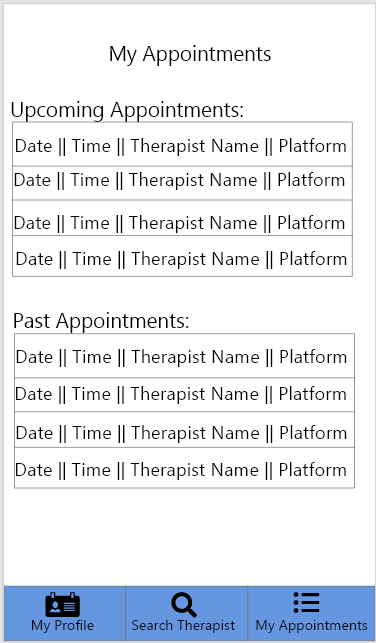 My Appointments
Upcoming Appointments:
Date || Time || Therapist Name || Platform
Date || Time || Therapist Name || Platform
Date || Time || Therapist Name || Platform
Date || Time || Therapist Name || Platform
Past Appointments:
Date || Time || Therapist Name || Platform
Date || Time || Therapist Name || Platform
Date || Time || Therapist Name || Platform
Date || Time || Therapist Name || Platform
My Profile Search Therapist My Appointments